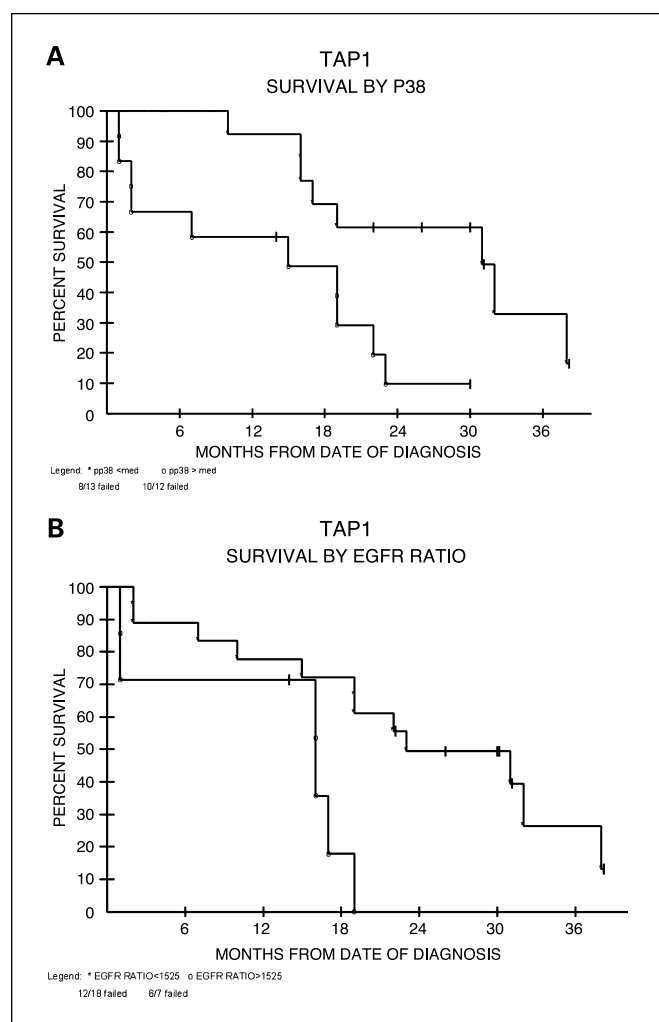 A
TAP1
SURVIVAL BY P38
PERCENT SURVIVAL
100
90
80
70
60
50
40
30
20
10
0
6 12 18 24 30 36
MONTHS FROM DATE OF DIAGNOSIS
Legend: * pp38 <med o pp38 > med
8/13 failed 10/12 failed
B
TAP1
SURVIVAL BY EGFR RATIO
PERCENT SURVIVAL
100
90
80
70
60
50
40
30
20
10
0
6 12 18 24 30 36
MONTHS FROM DATE OF DIAGNOSIS
Legend: * EGFR RATIO<1525 o EGFR RATIO>1525
12/18 failed 6/7 failed